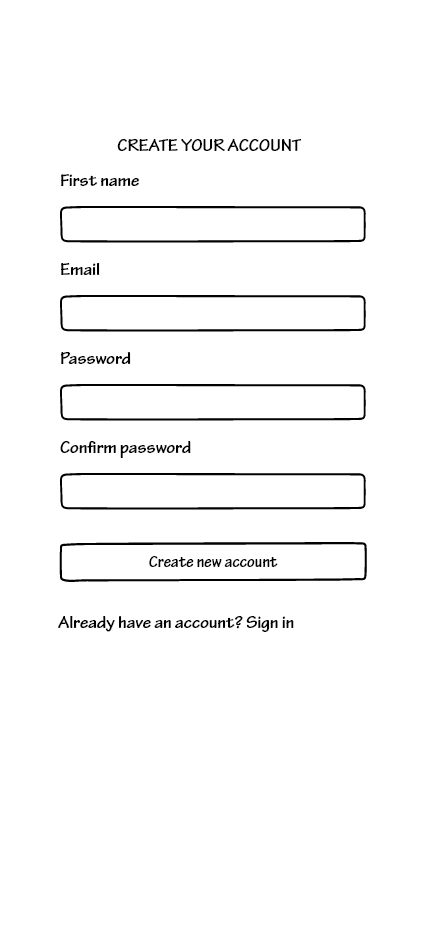 CREATE YOUR ACCOUNT
First name
Email
Password
Confirm password
Create new account
Already have an account? Sign in